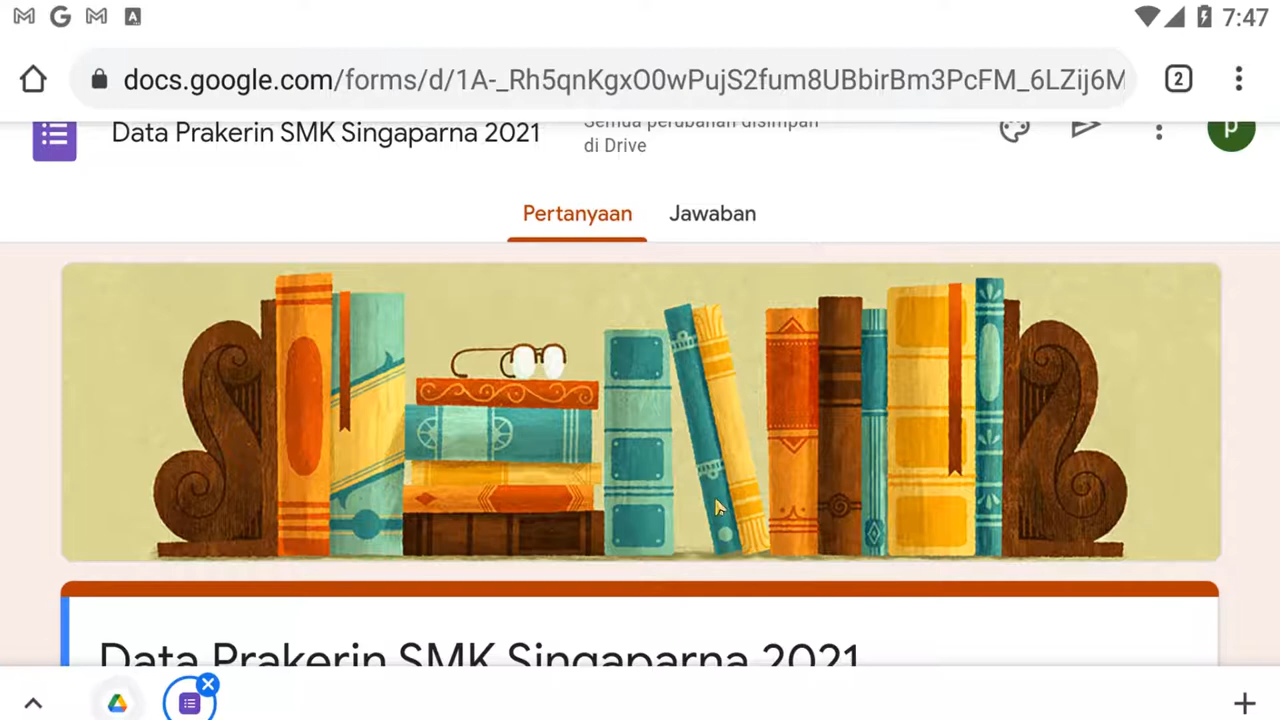 7:47
docs.google.com/forms/d/1A-_Rh5qnKgxO0wPujS2fum8UBbirBm3PcFM_6LZij6M
2
Data Prakerin SMK Singaparna 2021
Semua perubahan disimpan
di Drive
p
Pertanyaan Jawaban
Data Prakerin SMK Singaparna 2021